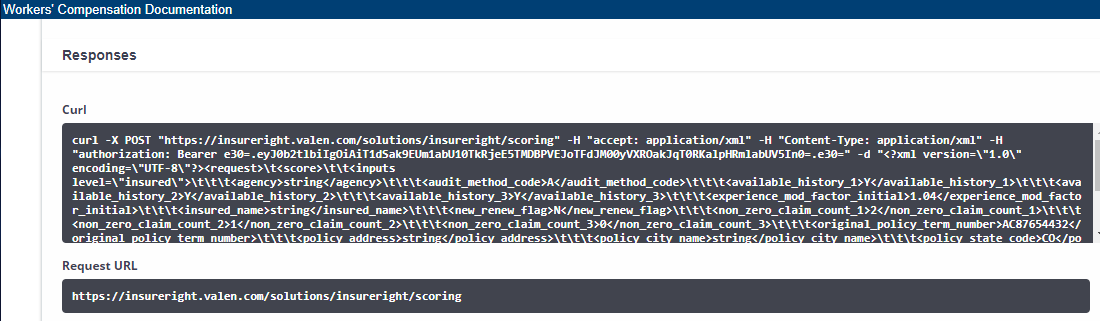 Workers' Compensation Documentation
Responses
Curl
curl -X POST "https://insureright.valen.com/solutions/insureright/scoring" -H "accept: application/xml" -H "Content-Type: application/xml" -H
"authorization: Bearer e30=.eyJ0b2tlbiIgOiAiT1dSak9EUm1abU10TkRjeE5TMDBPVEJoTFdJM00yVXROakJqT0RKalpHRmlabUV5In0=.e30=" -d "<?xml version=\"1.0\"
encoding=\"UTF-8\"?><request>\t<score>\t\t<inputs
level=\"insured\">\t\t\t<agency>string</agency>\t\t\t<audit_method_code>A</audit_method_code>\t\t\t<available_history_1>Y</available_history_1>\t\t\t<ava
ilable_history_2>Y</available_history_2>\t\t\t<available_history_3>Y</available_history_3>\t\t\t<experience_mod_factor_initial>1.04</experience_mod_facto
r_initial>\t\t\t<insured_name>string</insured_name>\t\t\t<new_renew_flag>N</new_renew_flag>\t\t\t<non_zero_claim_count_1>2</non_zero_claim_count_1>\t\t\t
<non_zero_claim_count_2>1</non_zero_claim_count_2>\t\t\t<non_zero_claim_count_3>0</non_zero_claim_count_3>\t\t\t<original_policy_term_number>AC87654432</
original_policy_term_number>\t\t\t<policy_address>string</policy_address>\t\t\t<policy_city_name>string</policy_city_name>\t\t\t<policy_state_code>CO</po
Request URL
https://insureright.valen.com/solutions/insureright/scoring